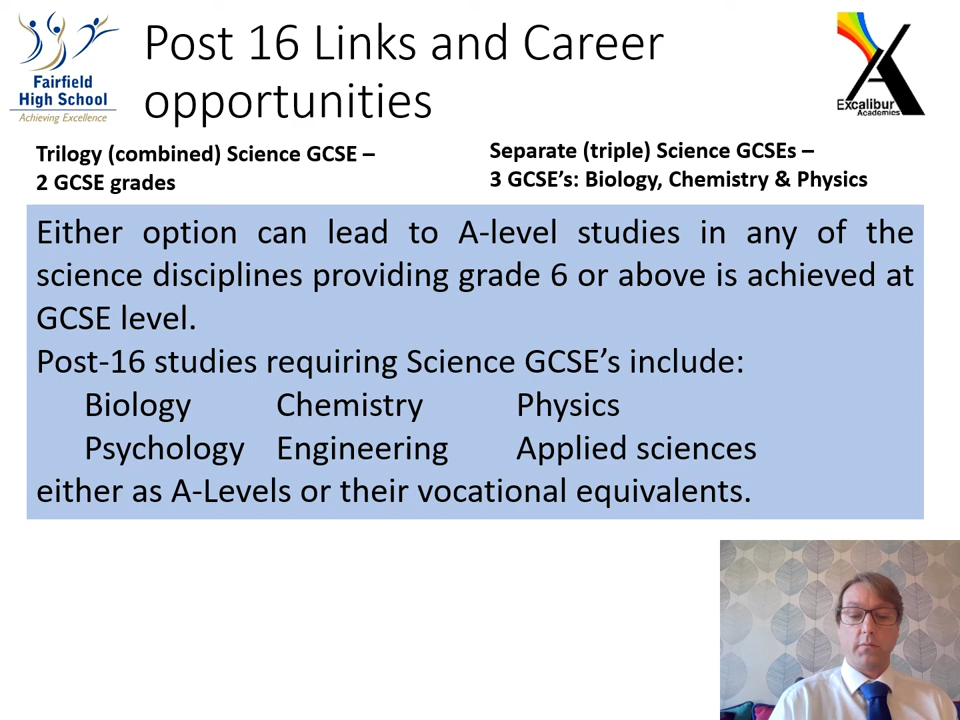 Fairfield
High School
Achieving Excellence
Post 16 Links and Career
opportunities
Excalibur
Academies
Trilogy (combined) Science GCSE –
2 GCSE grades
Separate (triple) Science GCSEs –
3 GCSE's: Biology, Chemistry & Physics
Either option can lead to A-level studies in any of the
science disciplines providing grade 6 or above is achieved at
GCSE level.
Post-16 studies requiring Science GCSE’s include:
Biology Chemistry Physics
Psychology Engineering Applied sciences
either as A-Levels or their vocational equivalents.